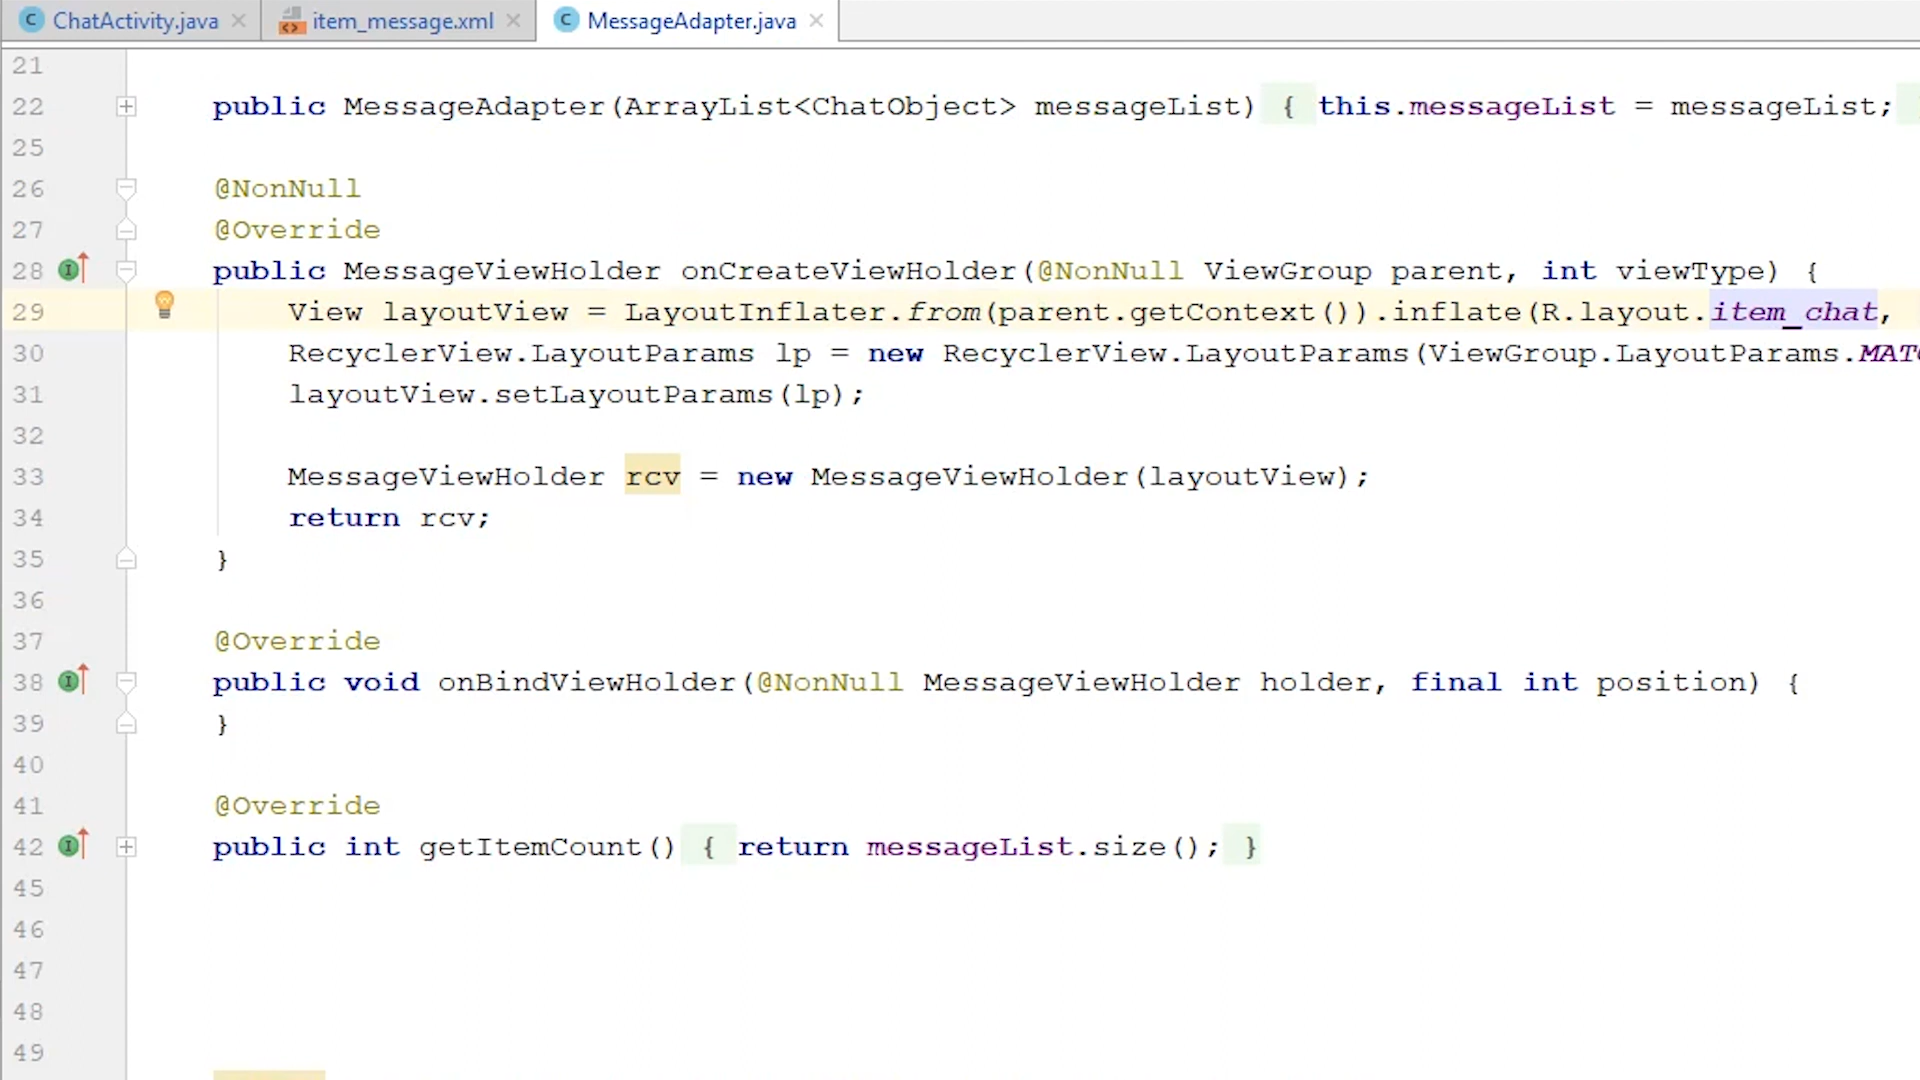 ChatActivity.java item_message.xml MessageAdapter.java
21
22 public MessageAdapter(ArrayList<ChatObject> messageList) { this.messageList = messageList;
25
26 @NonNull
27 @Override
28 public MessageViewHolder onCreateViewHolder(@NonNull ViewGroup parent, int viewType) {
29 View layoutView = LayoutInflater.from(parent.getContext()).inflate(R.layout.item_chat,
30 RecyclerView.LayoutParams lp = new RecyclerView.LayoutParams(ViewGroup.LayoutParams.MAT
31 layoutView.setLayoutParams(lp);
32
33 MessageViewHolder rcv = new MessageViewHolder(layoutView);
34 return rcv;
35 }
36
37 @Override
38 public void onBindViewHolder(@NonNull MessageViewHolder holder, final int position) {
39 }
40
41 @Override
42 public int getItemCount() { return messageList.size(); }
45
46
47
48
49